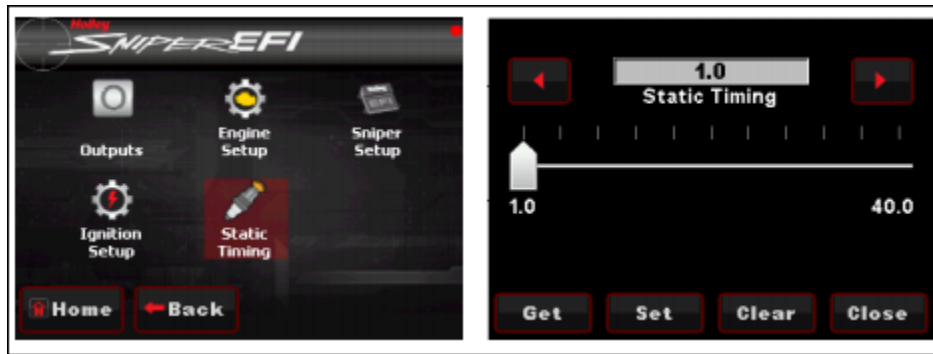 Holley
SNIPER EFI
Outputs
Engine
Setup
Sniper
Setup
EFI
Ignition
Setup
Static
Timing
Home
Back
1.0
Static Timing
1.0
40.0
Get
Set
Clear
Close